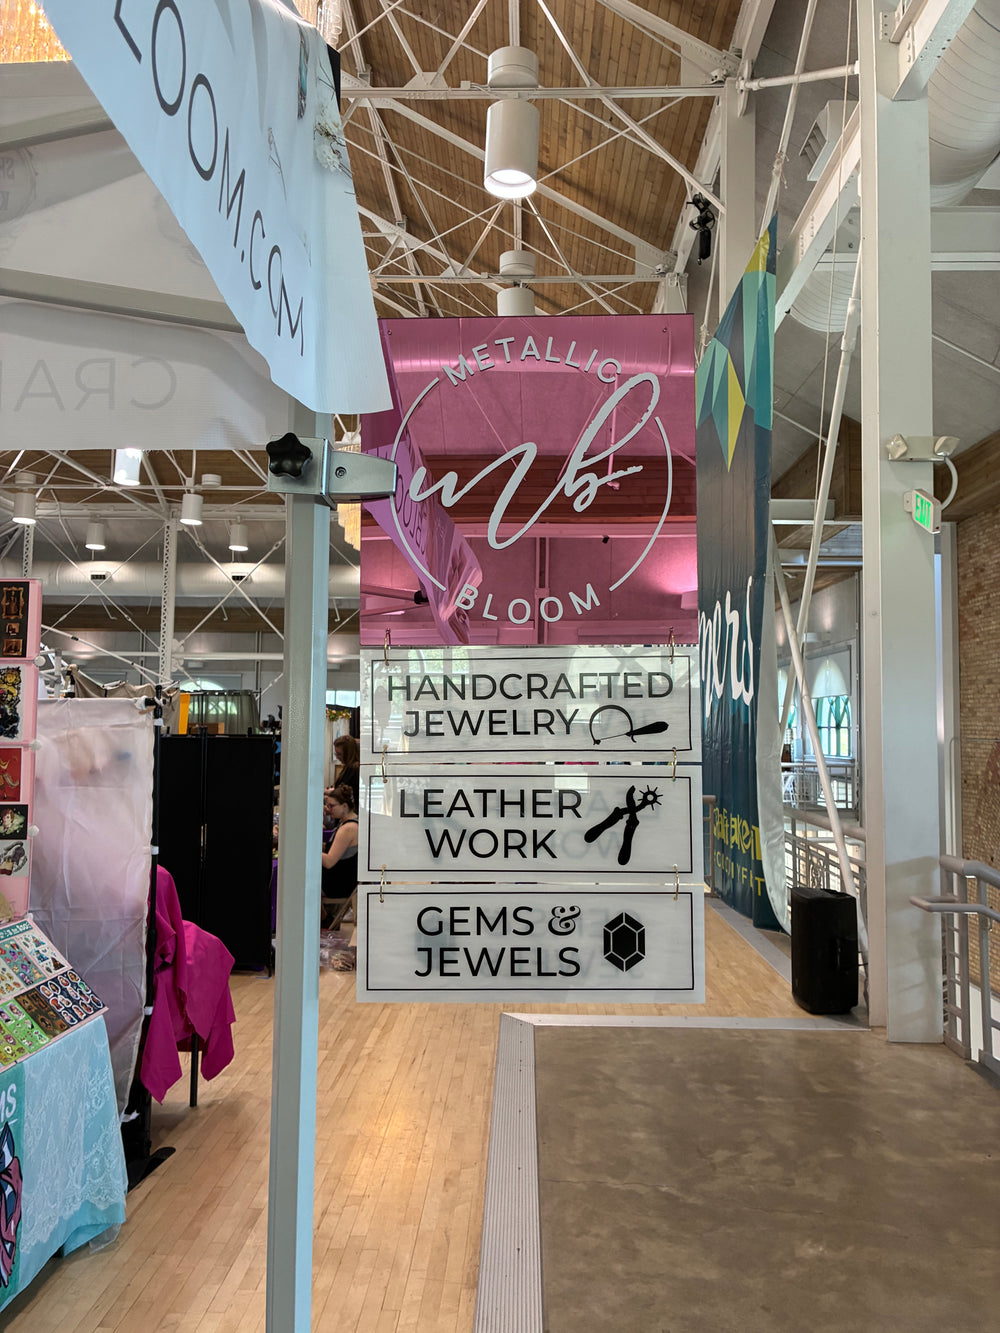 LOOM.COM
METALLIC
mb
BLOOM
HANDCRAFTED
JEWELRY
LEATHER
WORK
GEMS &
JEWELS
EXIT